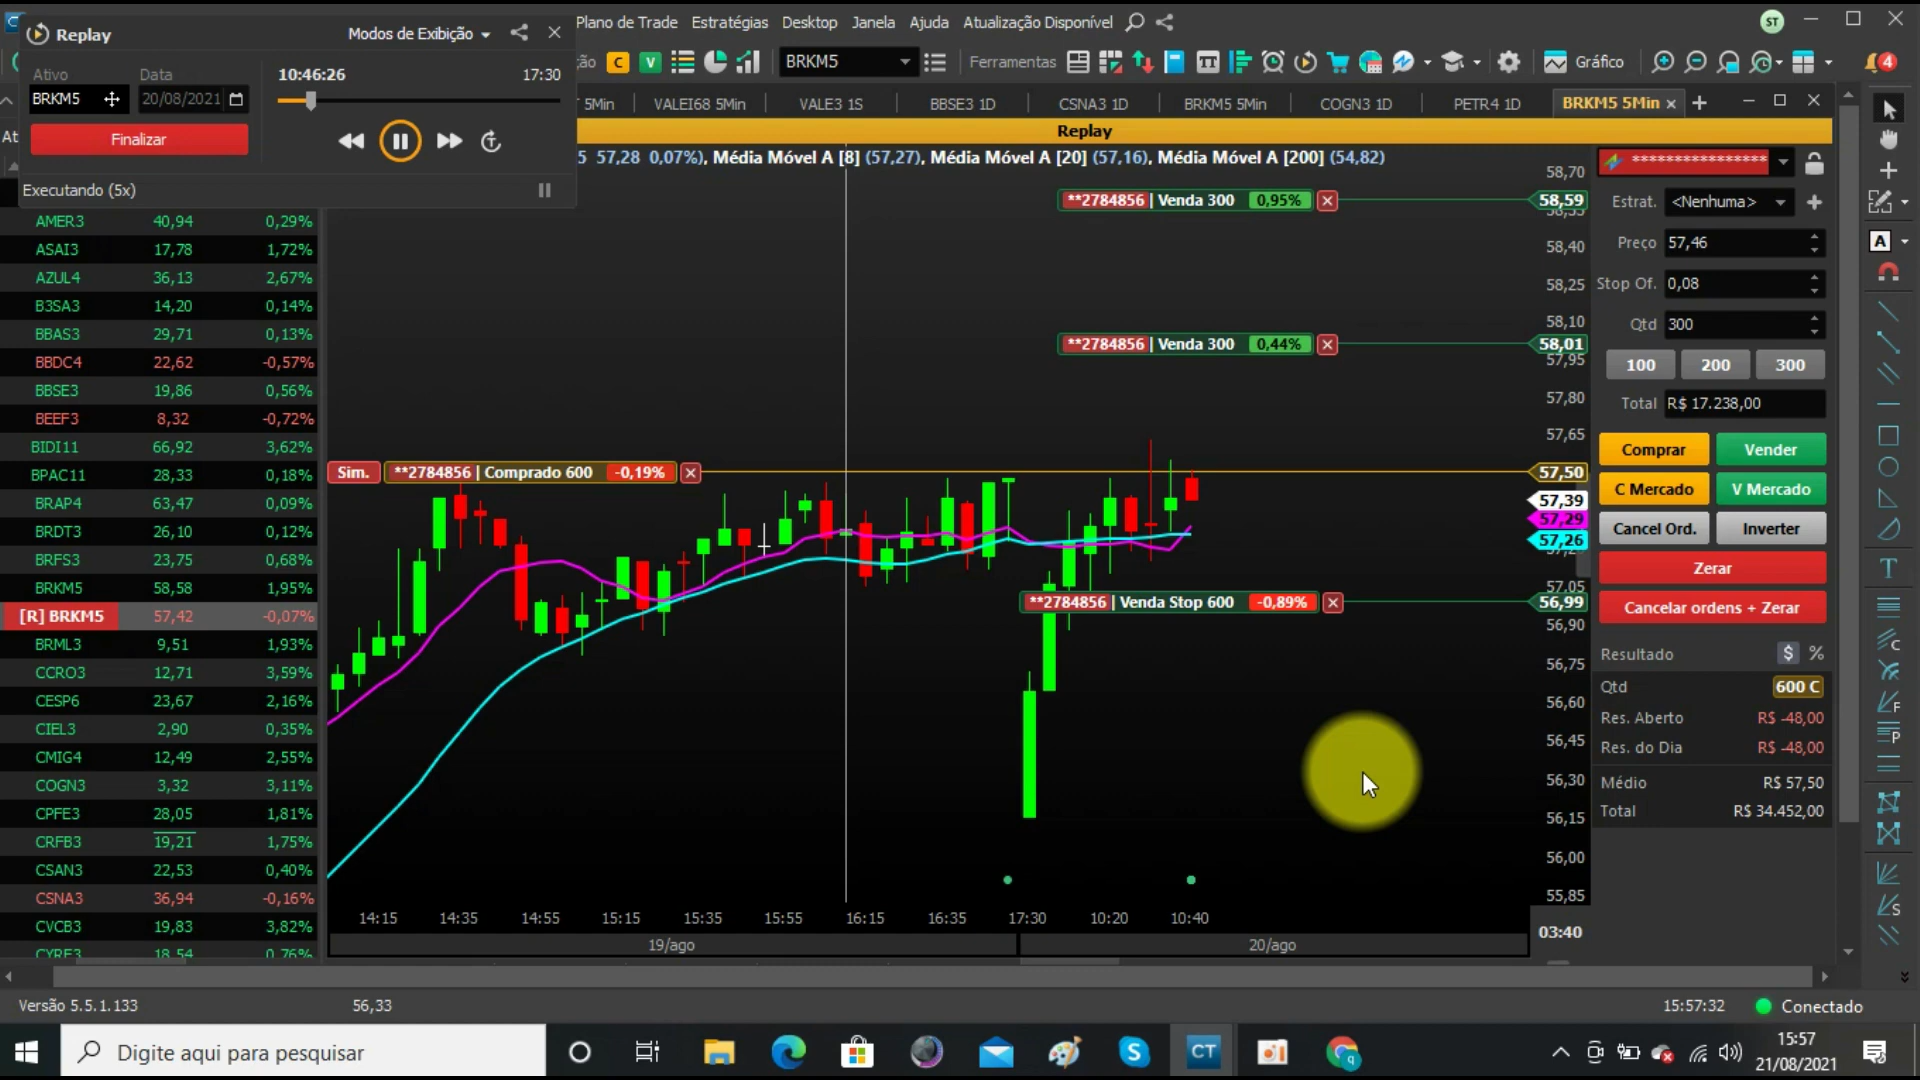 Replay
Modos de Exibição
Ativo
Data
BRKM5
20/08/2021
10:46:26
17:30
Finalizar
Executando (5x)
Plano de Trade Estratégias Desktop Janela Ajuda Atualização Disponível
ST
C
V
BRKM5
Ferramentas
Gráfico
4
5Min
VALEI68 5Min
VALE3 1S
BBSE3 1D
CSNA3 1D
BRKM5 5Min
COGN3 1D
PETR4 1D
BRKM5 5Min
Replay
5 57,28 0,07%), Média Móvel A [8] (57,27), Média Móvel A [20] (57,16), Média Móvel A [200] (54,82)
AMER3 40,94 0,29%
ASAI3 17,78 1,72%
AZUL4 36,13 2,67%
B3SA3 14,20 0,14%
BBAS3 29,71 0,13%
BBDC4 22,62 -0,57%
BBSE3 19,86 0,56%
BEEF3 8,32 -0,72%
BIDI11 66,92 3,62%
BPAC11 28,33 0,18%
BRAP4 63,47 0,09%
BRDT3 26,10 0,12%
BRFS3 23,75 0,68%
BRKM5 58,58 1,95%
[R] BRKM5 57,42 -0,07%
BRML3 9,51 1,93%
CCRO3 12,71 3,59%
CESP6 23,67 2,16%
CIEL3 2,90 0,35%
CMIG4 12,49 2,55%
COGN3 3,32 3,11%
CPFE3 28,05 1,81%
CRFB3 19,21 1,75%
CSAN3 22,53 0,40%
CSNA3 36,94 -0,16%
CVCB3 19,83 3,82%
CYRE3 18,54 0,76%
**2784856 | Venda 300 0,95%
**2784856 | Venda 300 0,44%
Sim. **2784856 | Comprado 600 -0,19%
**2784856 | Venda Stop 600 -0,89%
58,70
58,59
58,40
58,25
58,10
58,01
57,95
57,80
57,65
57,50
57,39
57,29
57,26
57,05
56,99
56,90
56,75
56,60
56,45
56,30
56,15
56,00
55,85
14:15 14:35 14:55 15:15 15:35 15:55 16:15 16:35 17:30 10:20 10:40
19/ago
20/ago
03:40
****************
Estrat. <Nenhuma>
Preço 57,46
Stop Of. 0,08
Qtd 300
100 200 300
Total R$ 17.238,00
Comprar Vender
C Mercado V Mercado
Cancel Ord. Inverter
Zerar
Cancelar ordens + Zerar
Resultado $ %
Qtd 600 C
Res. Aberto R$ -48,00
Res. do Dia R$ -48,00
Médio R$ 57,50
Total R$ 34.452,00
Versão 5.5.1.133
56,33
15:57:32
Conectado
Digite aqui para pesquisar
CT
15:57
21/08/2021